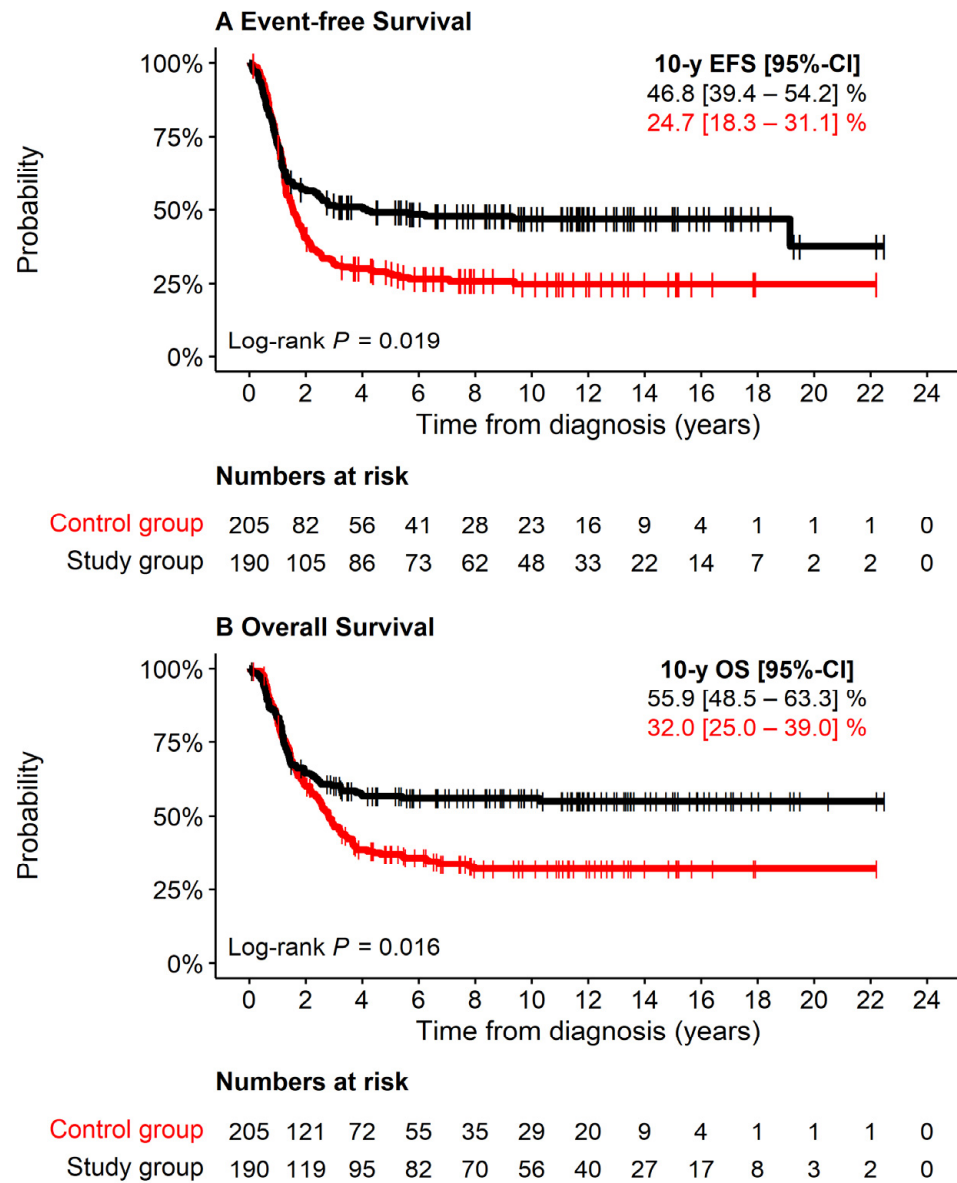 A Event-free Survival
10-y EFS [95%-CI]
46.8 [39.4 – 54.2] %
24.7 [18.3 – 31.1] %
Probability
100%
75%
50%
25%
0%
Log-rank P = 0.019
0 2 4 6 8 10 12 14 16 18 20 22 24
Time from diagnosis (years)
Numbers at risk
Control group 205 82 56 41 28 23 16 9 4 1 1 1 0
Study group 190 105 86 73 62 48 33 22 14 7 2 2 0
B Overall Survival
10-y OS [95%-CI]
55.9 [48.5 – 63.3] %
32.0 [25.0 – 39.0] %
Probability
100%
75%
50%
25%
0%
Log-rank P = 0.016
0 2 4 6 8 10 12 14 16 18 20 22 24
Time from diagnosis (years)
Numbers at risk
Control group 205 121 72 55 35 29 20 9 4 1 1 1 0
Study group 190 119 95 82 70 56 40 27 17 8 3 2 0